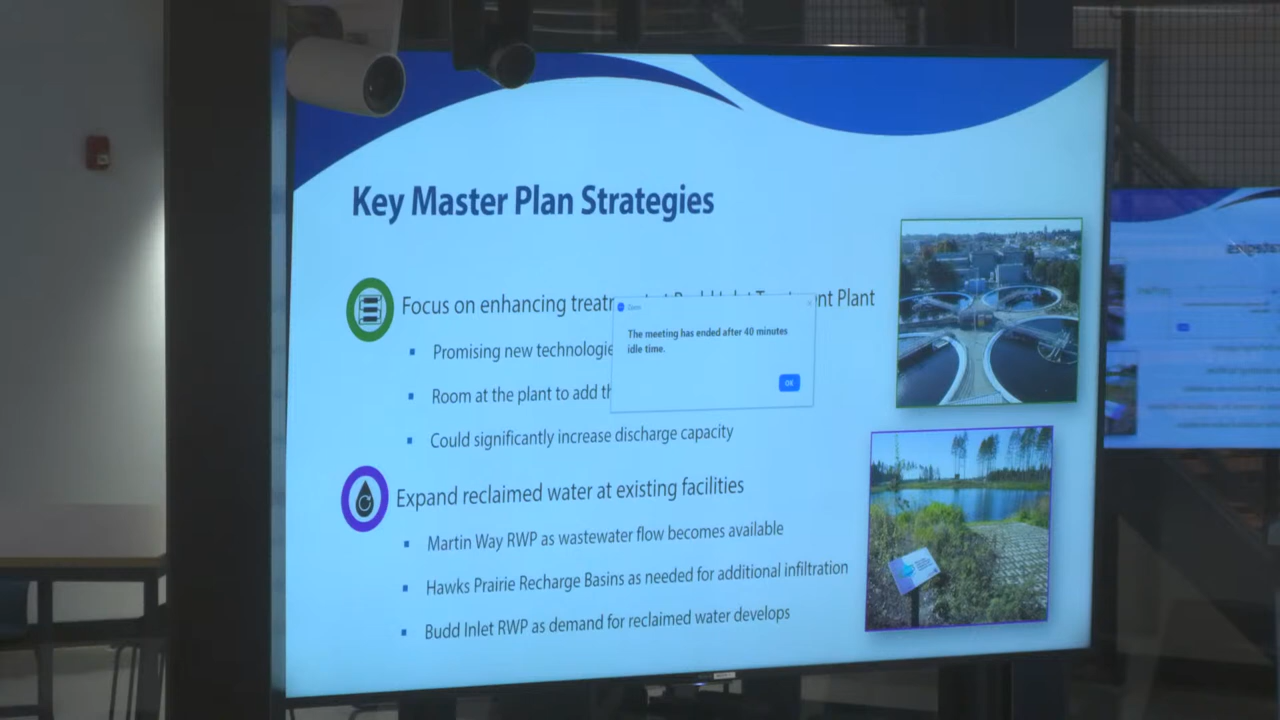 Key Master Plan Strategies
Focus on enhancing treatm Plant
Zoom
The meeting has ended after 40 minutes
idle time.
OK
Promising new technologie
Room at the plant to add th
Could significantly increase discharge capacity
Expand reclaimed water at existing facilities
Martin Way RWP as wastewater flow becomes available
Hawks Prairie Recharge Basins as needed for additional infiltration
Budd Inlet RWP as demand for reclaimed water develops